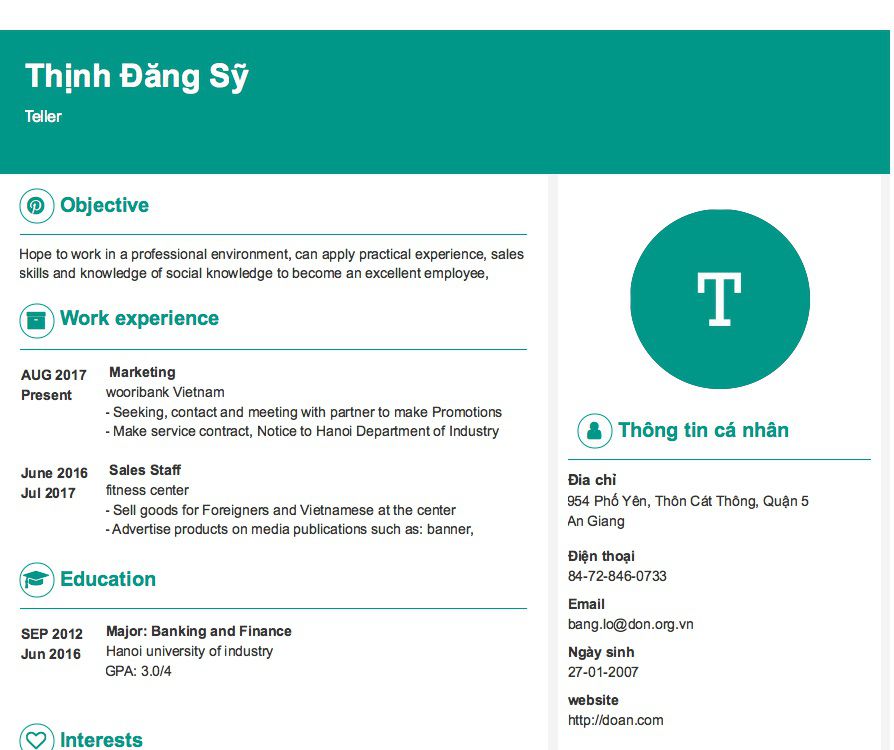 Thịnh Đăng Sỹ
Teller
Objective
Hope to work in a professional environment, can apply practical experience, sales
skills and knowledge of social knowledge to become an excellent employee,
Work experience
AUG 2017
Present
Marketing
wooribank Vietnam
- Seeking, contact and meeting with partner to make Promotions
- Make service contract, Notice to Hanoi Department of Industry
June 2016
Jul 2017
Sales Staff
fitness center
- Sell goods for Foreigners and Vietnamese at the center
- Advertise products on media publications such as: banner,
Education
SEP 2012
Jun 2016
Major: Banking and Finance
Hanoi university of industry
GPA: 3.0/4
Interests
T
Thông tin cá nhân
Đia chỉ
954 Phố Yên, Thôn Cát Thông, Quận 5
An Giang
Điện thoại
84-72-846-0733
Email
bang.lo@don.org.vn
Ngày sinh
27-01-2007
website
http://doan.com